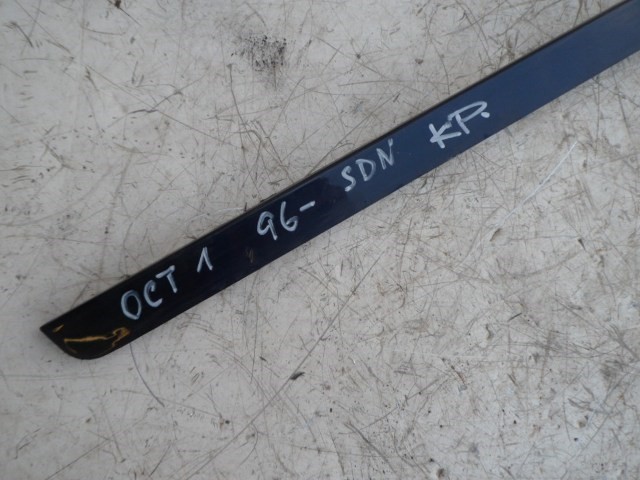 OCT 1 96- SDN KP.